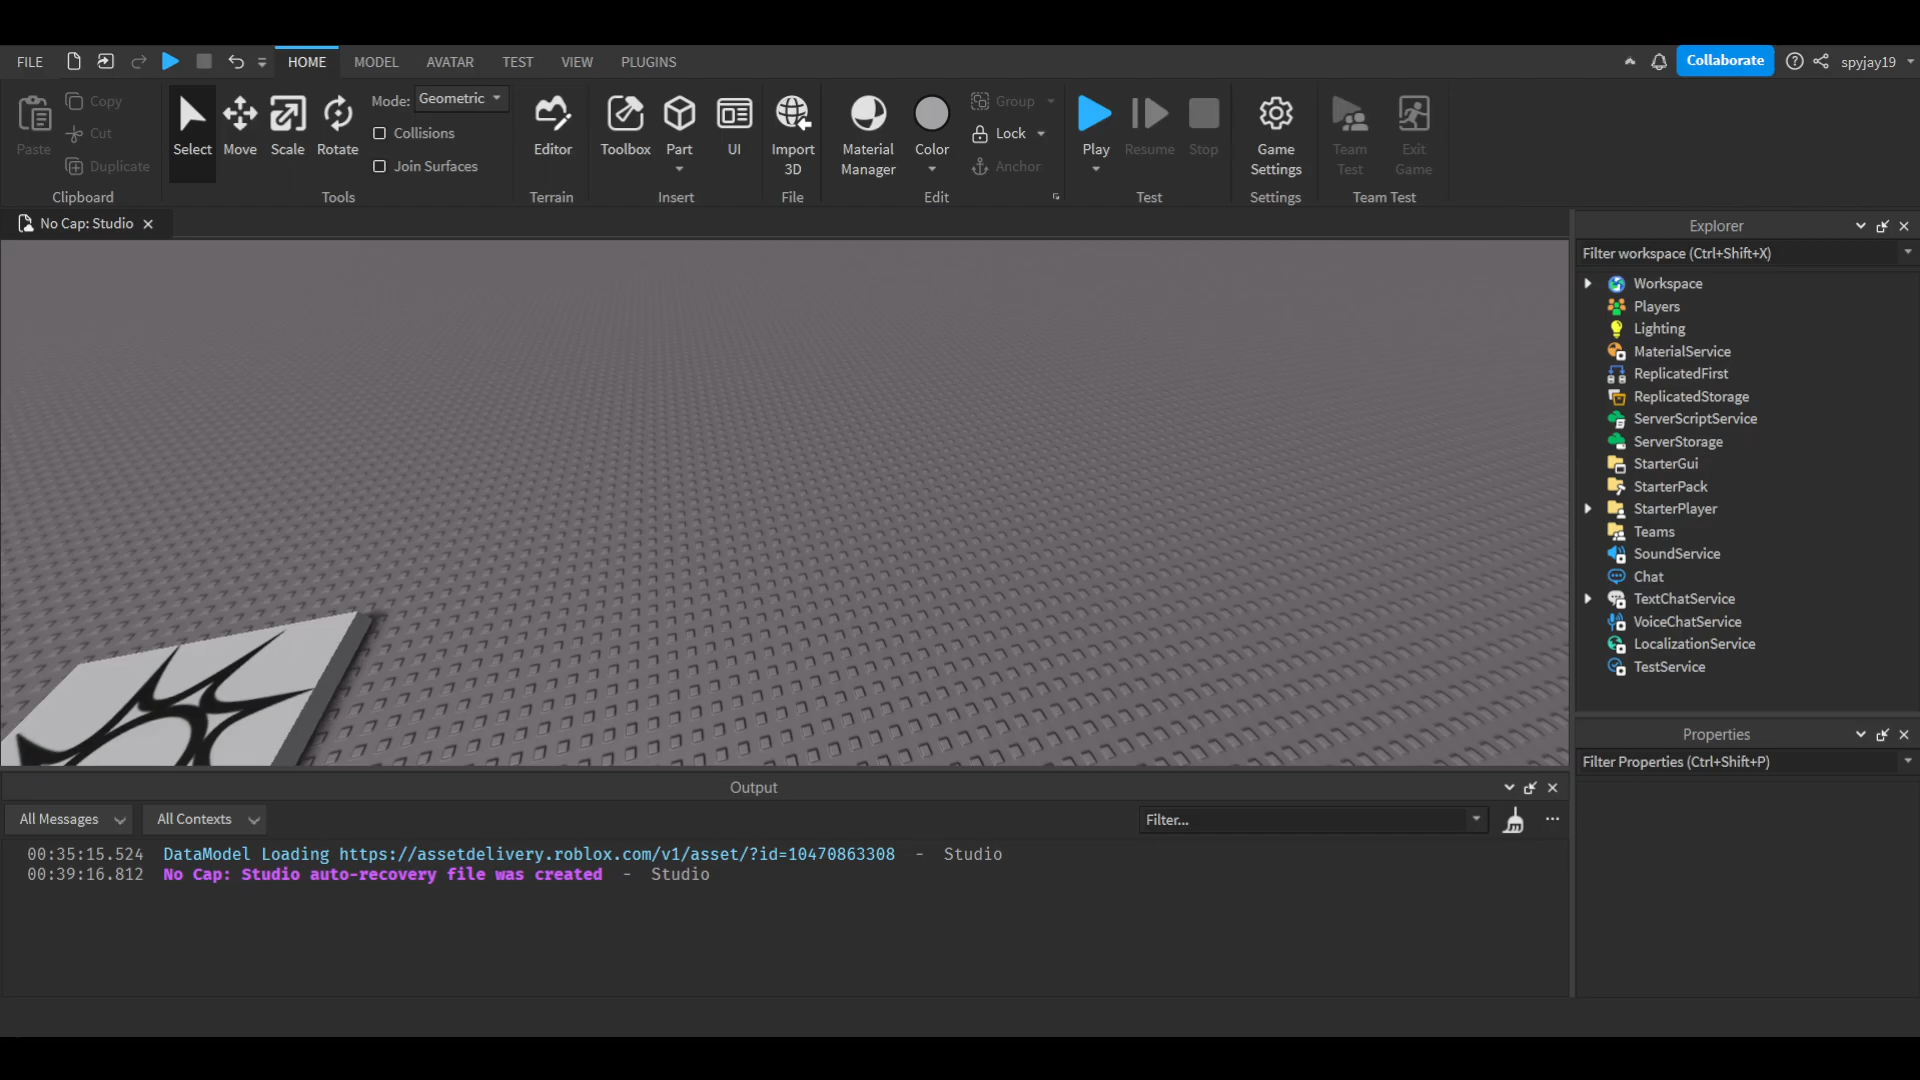 FILE
HOME
MODEL
AVATAR
TEST
VIEW
PLUGINS
Collaborate
spyjay19
Paste
Copy
Cut
Duplicate
Clipboard
Select
Move
Scale
Rotate
Mode: Geometric
Collisions
Join Surfaces
Tools
Editor
Terrain
Toolbox
Part
UI
Insert
Import
3D
File
Material
Manager
Color
Group
Lock
Anchor
Edit
Play
Resume
Stop
Test
Game
Settings
Settings
Team
Test
Exit
Game
Team Test
No Cap: Studio
Explorer
Filter workspace (Ctrl+Shift+X)
Workspace
Players
Lighting
MaterialService
ReplicatedFirst
ReplicatedStorage
ServerScriptService
ServerStorage
StarterGui
StarterPack
StarterPlayer
Teams
SoundService
Chat
TextChatService
VoiceChatService
LocalizationService
TestService
Properties
Filter Properties (Ctrl+Shift+P)
Output
All Messages
All Contexts
Filter...
00:35:15.524 DataModel Loading https://assetdelivery.roblox.com/v1/asset/?id=10470863308 - Studio
00:39:16.812 No Cap: Studio auto-recovery file was created - Studio